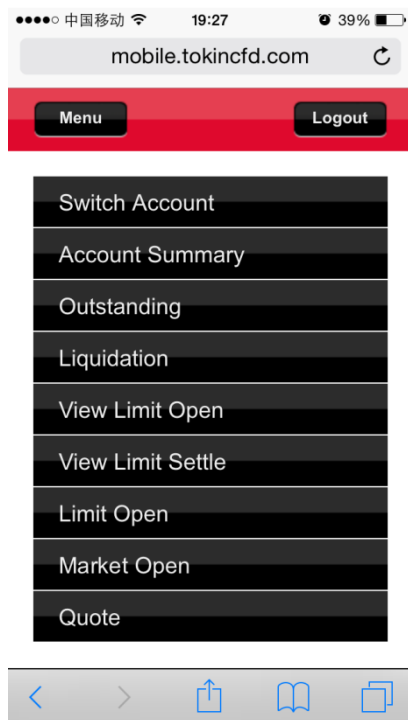 中国移动 19:27 39%
mobile.tokincfd.com
Menu Logout
Switch Account
Account Summary
Outstanding
Liquidation
View Limit Open
View Limit Settle
Limit Open
Market Open
Quote